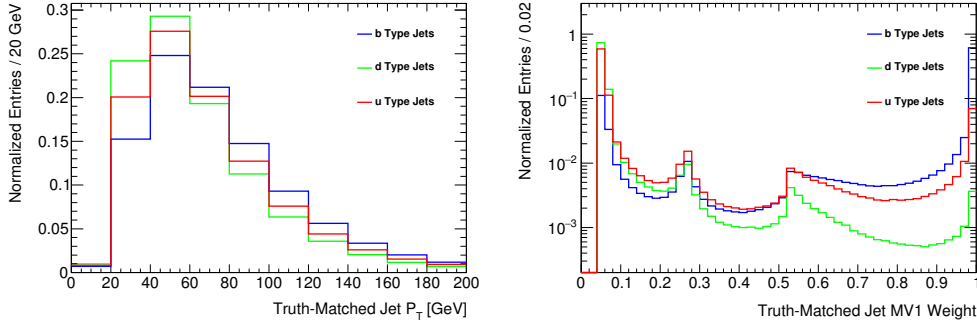 Normalized Entries / 20 GeV
0.3
0.25
0.2
0.15
0.1
0.05
0
b Type Jets
d Type Jets
u Type Jets
0 20 40 60 80 100 120 140 160 180 200
Truth-Matched Jet P_T [GeV]
Normalized Entries / 0.02
1
10^-1
10^-2
10^-3
b Type Jets
d Type Jets
u Type Jets
0 0.1 0.2 0.3 0.4 0.5 0.6 0.7 0.8 0.9 1
Truth-Matched Jet MV1 Weight